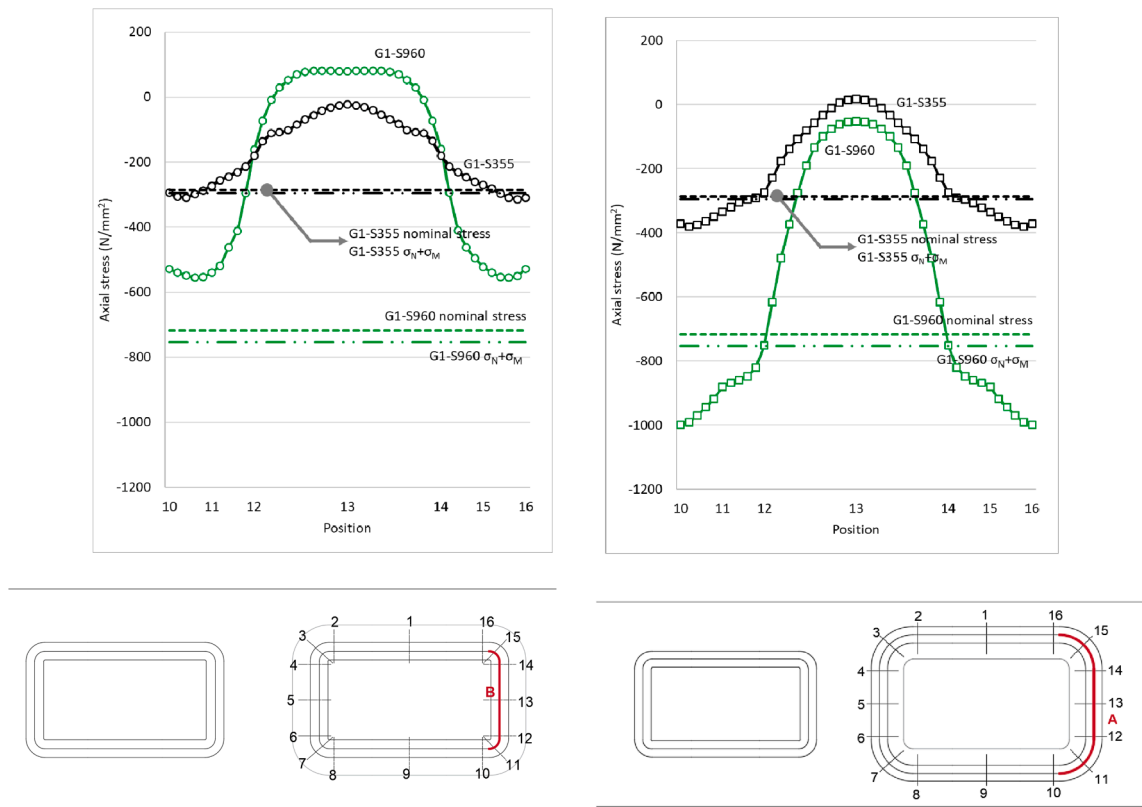 200
0
-200
-400
-600
-800
-1000
-1200
Axial stress (N/mm²)
G1-S960
G1-S355
G1-S355 nominal stress
G1-S355 σN+σM
G1-S960 nominal stress
G1-S960 σN+σM
10 11 12 13 14 15 16
Position
200
0
-200
-400
-600
-800
-1000
-1200
Axial stress (N/mm²)
G1-S355
G1-S960
G1-S355 nominal stress
G1-S355 σN+σM
G1-S960 nominal stress
G1-S960 σN+σM
10 11 12 13 14 15 16
Position
2 1 16
3 15
4 14
B
5 13
6 12
7 11
8 9 10
2 1 16
3 15
4 14
5 13
A
6 12
7 11
8 9 10